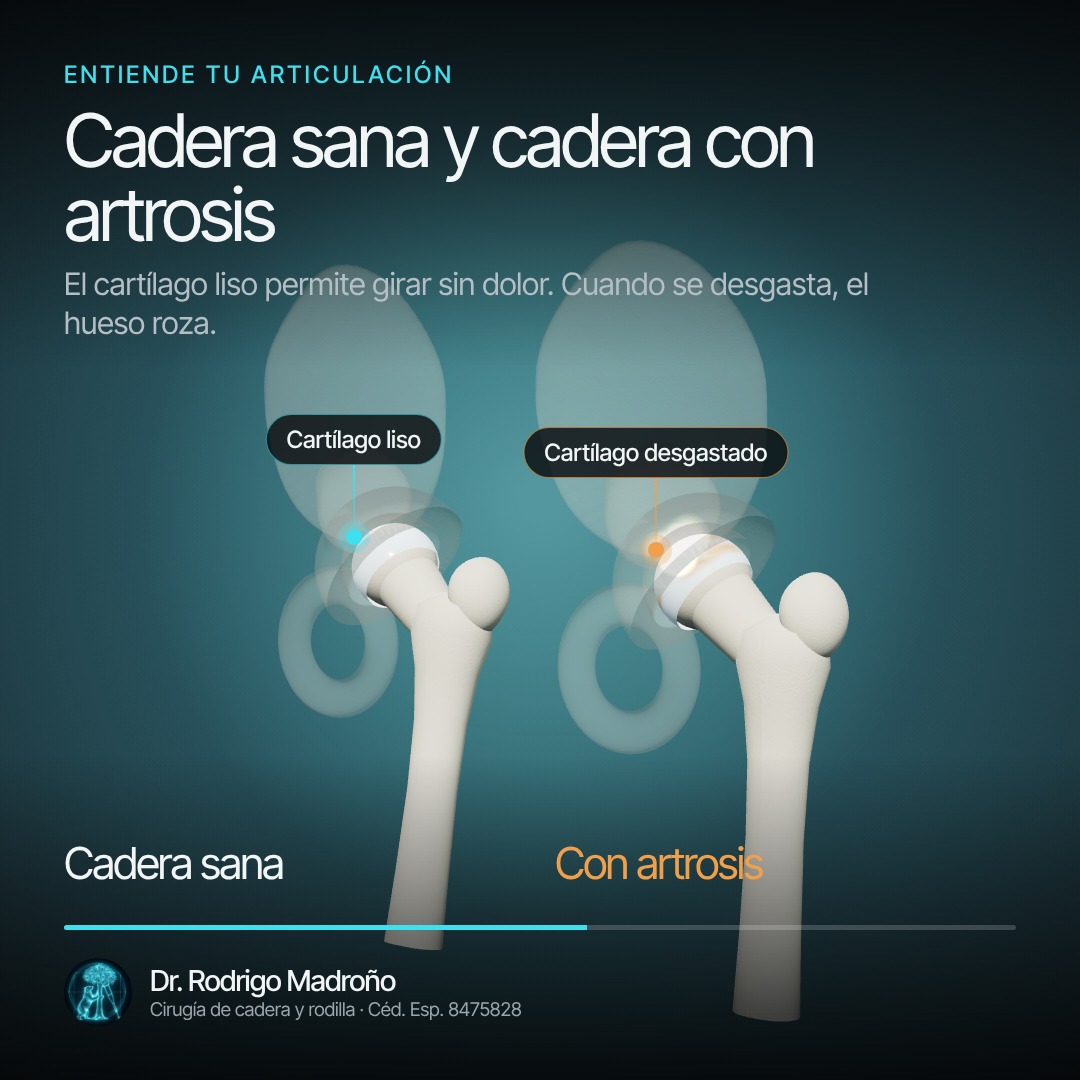 ENTIENDE TU ARTICULACIÓN
Cadera sana y cadera con
artrosis
El cartílago liso permite girar sin dolor. Cuando se desgasta, el
hueso roza.
Cartílago liso
Cartílago desgastado
Cadera sana
Con artrosis
Dr. Rodrigo Madroño
Cirugía de cadera y rodilla · Céd. Esp. 8475828